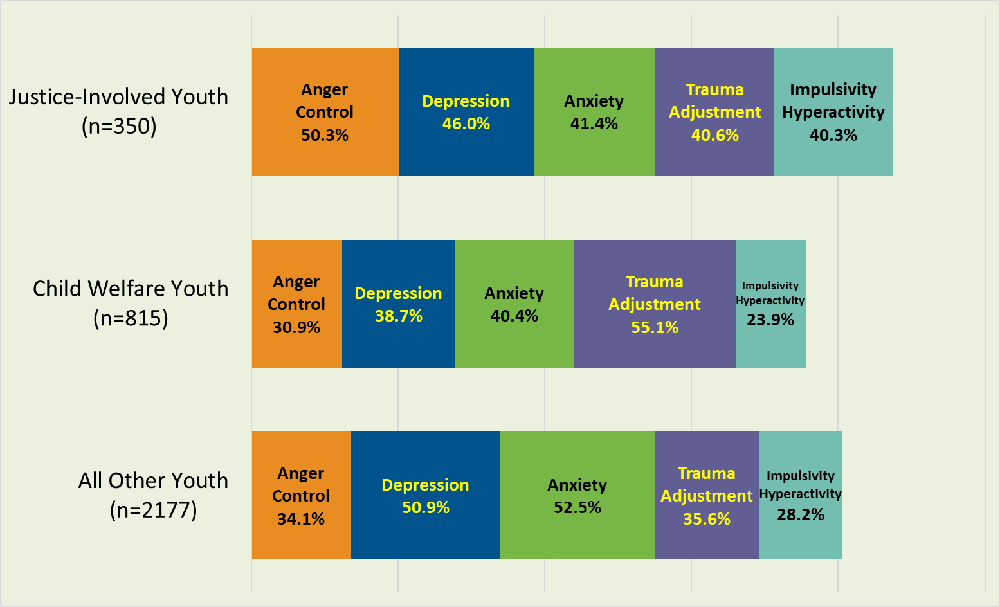 Justice-Involved Youth
(n=350)
Anger
Control
50.3%
Depression
46.0%
Anxiety
41.4%
Trauma
Adjustment
40.6%
Impulsivity
Hyperactivity
40.3%
Child Welfare Youth
(n=815)
Anger
Control
30.9%
Depression
38.7%
Anxiety
40.4%
Trauma
Adjustment
55.1%
Impulsivity
Hyperactivity
23.9%
All Other Youth
(n=2177)
Anger
Control
34.1%
Depression
50.9%
Anxiety
52.5%
Trauma
Adjustment
35.6%
Impulsivity
Hyperactivity
28.2%